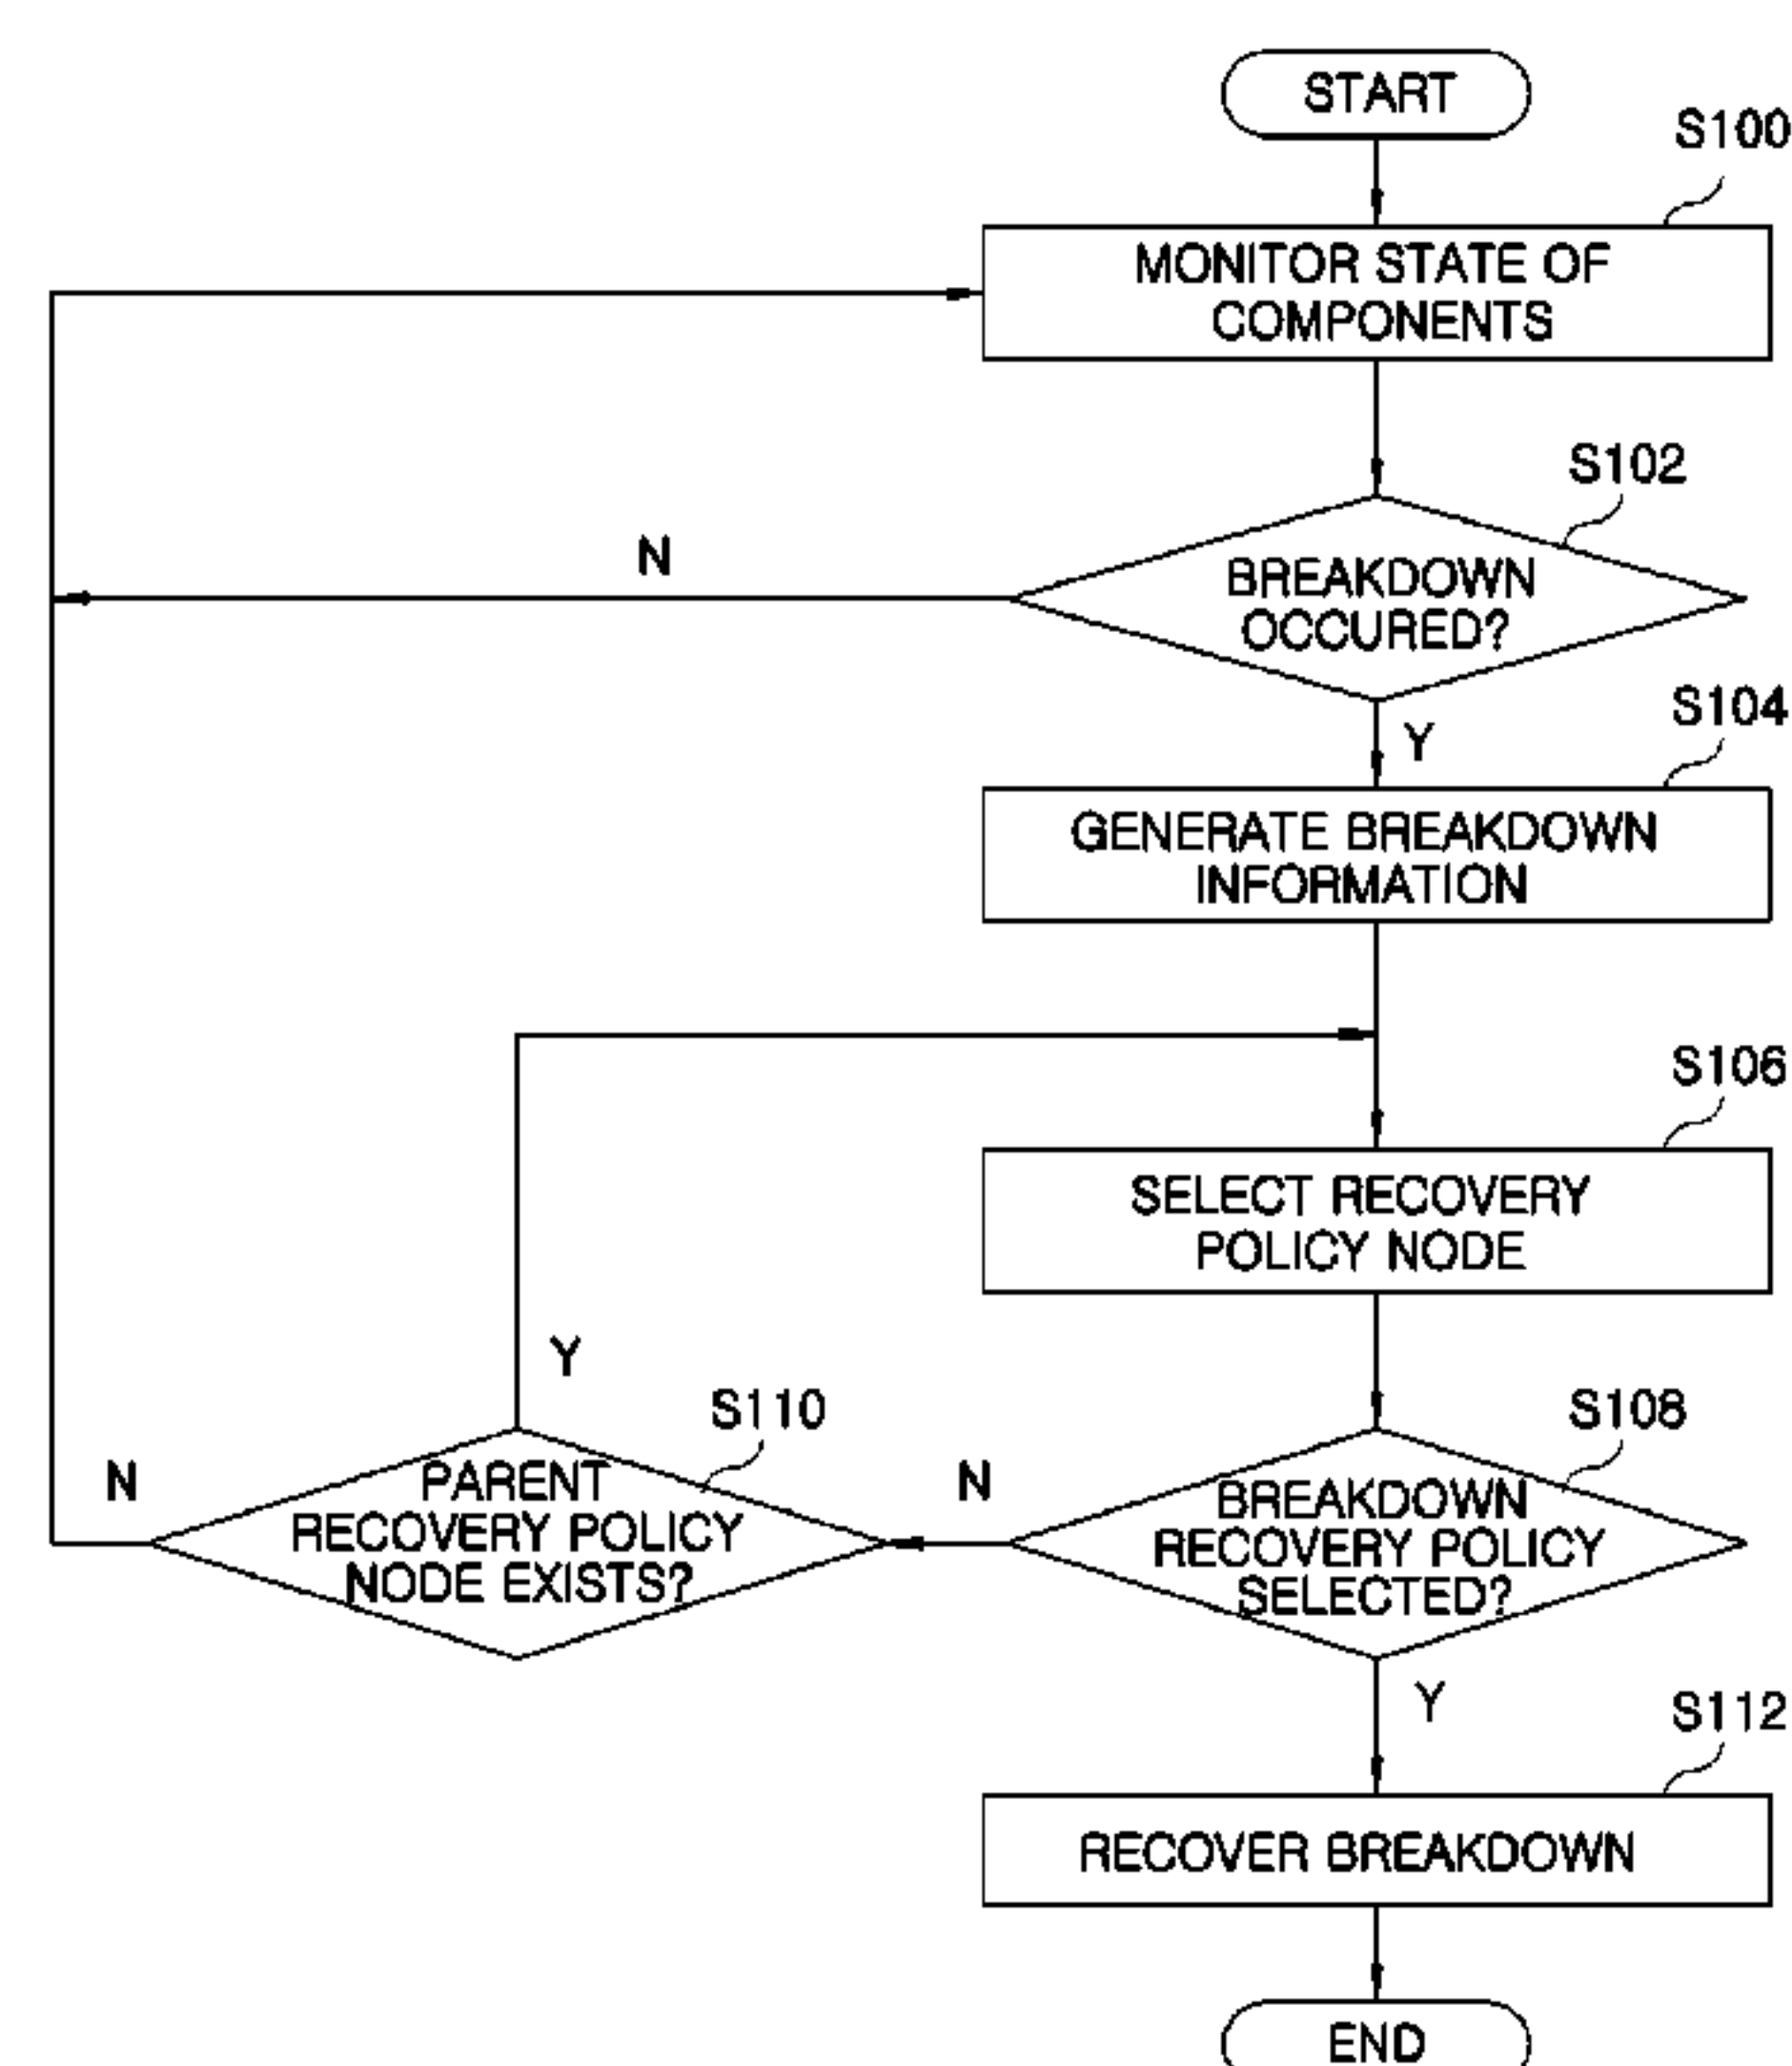 START
S100
MONITOR STATE OF
COMPONENTS
S102
N
BREAKDOWN
OCCURED?
Y
S104
GENERATE BREAKDOWN
INFORMATION
S106
SELECT RECOVERY
POLICY NODE
Y
S110
S108
N
PARENT
RECOVERY POLICY
NODE EXISTS?
N
BREAKDOWN
RECOVERY POLICY
SELECTED?
Y
S112
RECOVER BREAKDOWN
END